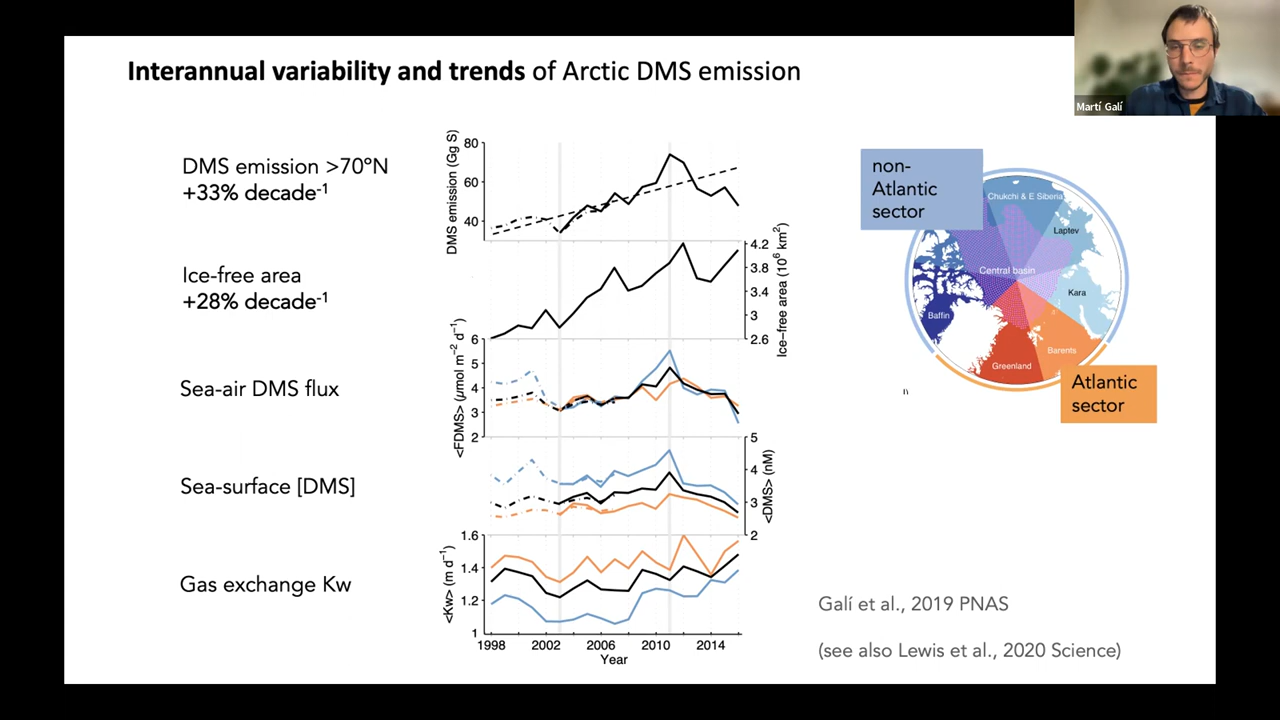 Interannual variability and trends of Arctic DMS emission
Martí Galí
DMS emission >70ºN
+33% decade⁻¹
Ice-free area
+28% decade⁻¹
Sea-air DMS flux
Sea-surface [DMS]
Gas exchange Kw
DMS emission (Gg S)
80
60
40
Ice−free area (10⁶ km²)
4.2
3.8
3.4
3
2.6
<FDMS> (µmol m⁻² d⁻¹)
6
5
4
3
2
<DMS> (nM)
5
4
3
2
<Kw> (m d⁻¹)
1.6
1.4
1.2
1
1998 2002 2006 2010 2014
Year
non-
Atlantic
sector
Chukchi & E Siberia
Laptev
Central basin
Kara
Baffin
Barents
Greenland
Atlantic
sector
Galí et al., 2019 PNAS
(see also Lewis et al., 2020 Science)